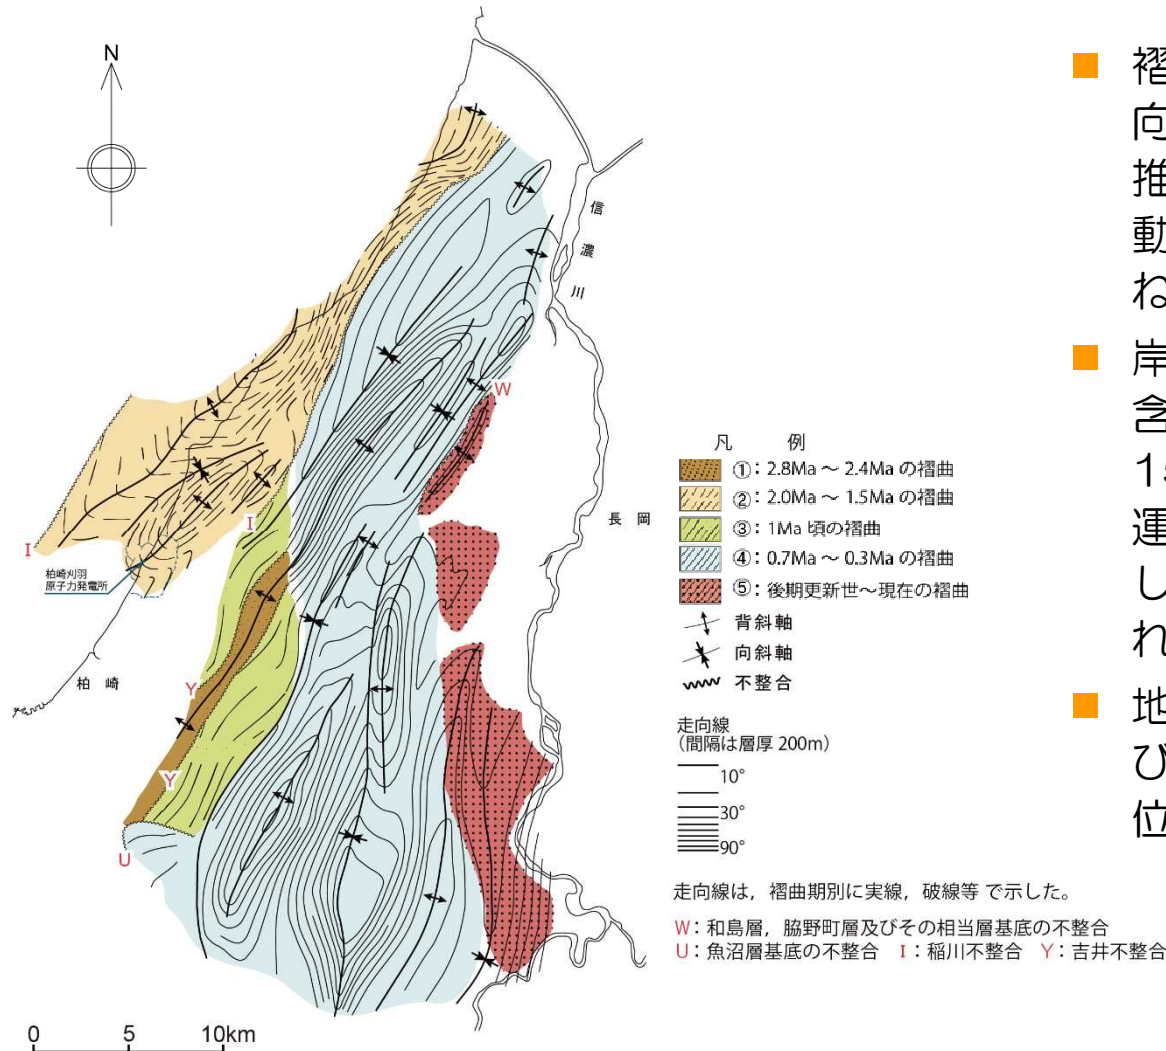 N
信
濃
川
W
I
I
柏崎刈羽
原子力発電所
長 岡
柏 崎
Y
Y
U
0 5 10km
凡 例
①：2.8Ma ～ 2.4Ma の褶曲
②：2.0Ma ～ 1.5Ma の褶曲
③：1Ma 頃の褶曲
④：0.7Ma ～ 0.3Ma の褶曲
⑤：後期更新世～現在の褶曲
背斜軸
向斜軸
不整合
走向線
（間隔は層厚 200m）
10°
30°
90°
走向線は，褶曲期別に実線，破線等 で示した。
W：和島層，脇野町層及びその相当層基底の不整合
U：魚沼層基底の不整合 I：稲川不整合 Y：吉井不整合
■ 褶
向
推
動
ね
■ 岸
含
15
運
し
れ
■ 地
び
位